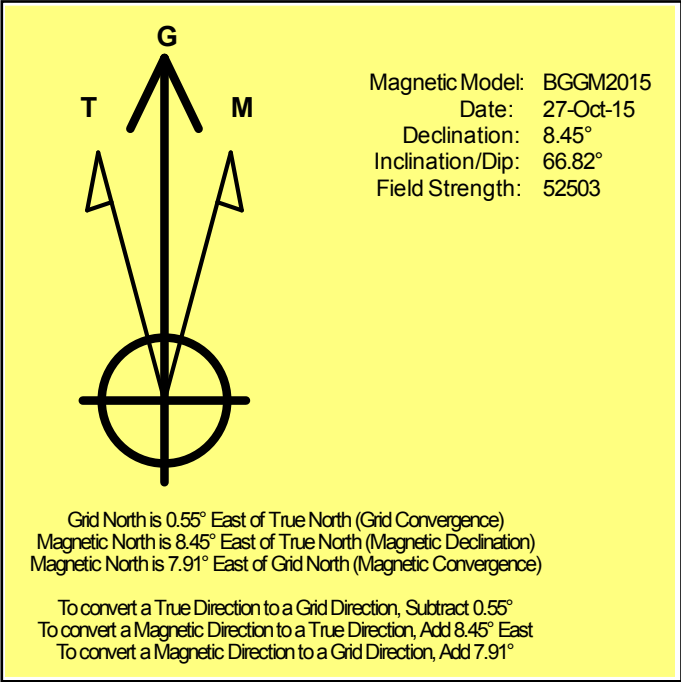 G
T M
Magnetic Model: BGGM2015
Date: 27-Oct-15
Declination: 8.45°
Inclination/Dip: 66.82°
Field Strength: 52503
Grid North is 0.55° East of True North (Grid Convergence)
Magnetic North is 8.45° East of True North (Magnetic Declination)
Magnetic North is 7.91° East of Grid North (Magnetic Convergence)
To convert a True Direction to a Grid Direction, Subtract 0.55°
To convert a Magnetic Direction to a True Direction, Add 8.45° East
To convert a Magnetic Direction to a Grid Direction, Add 7.91°